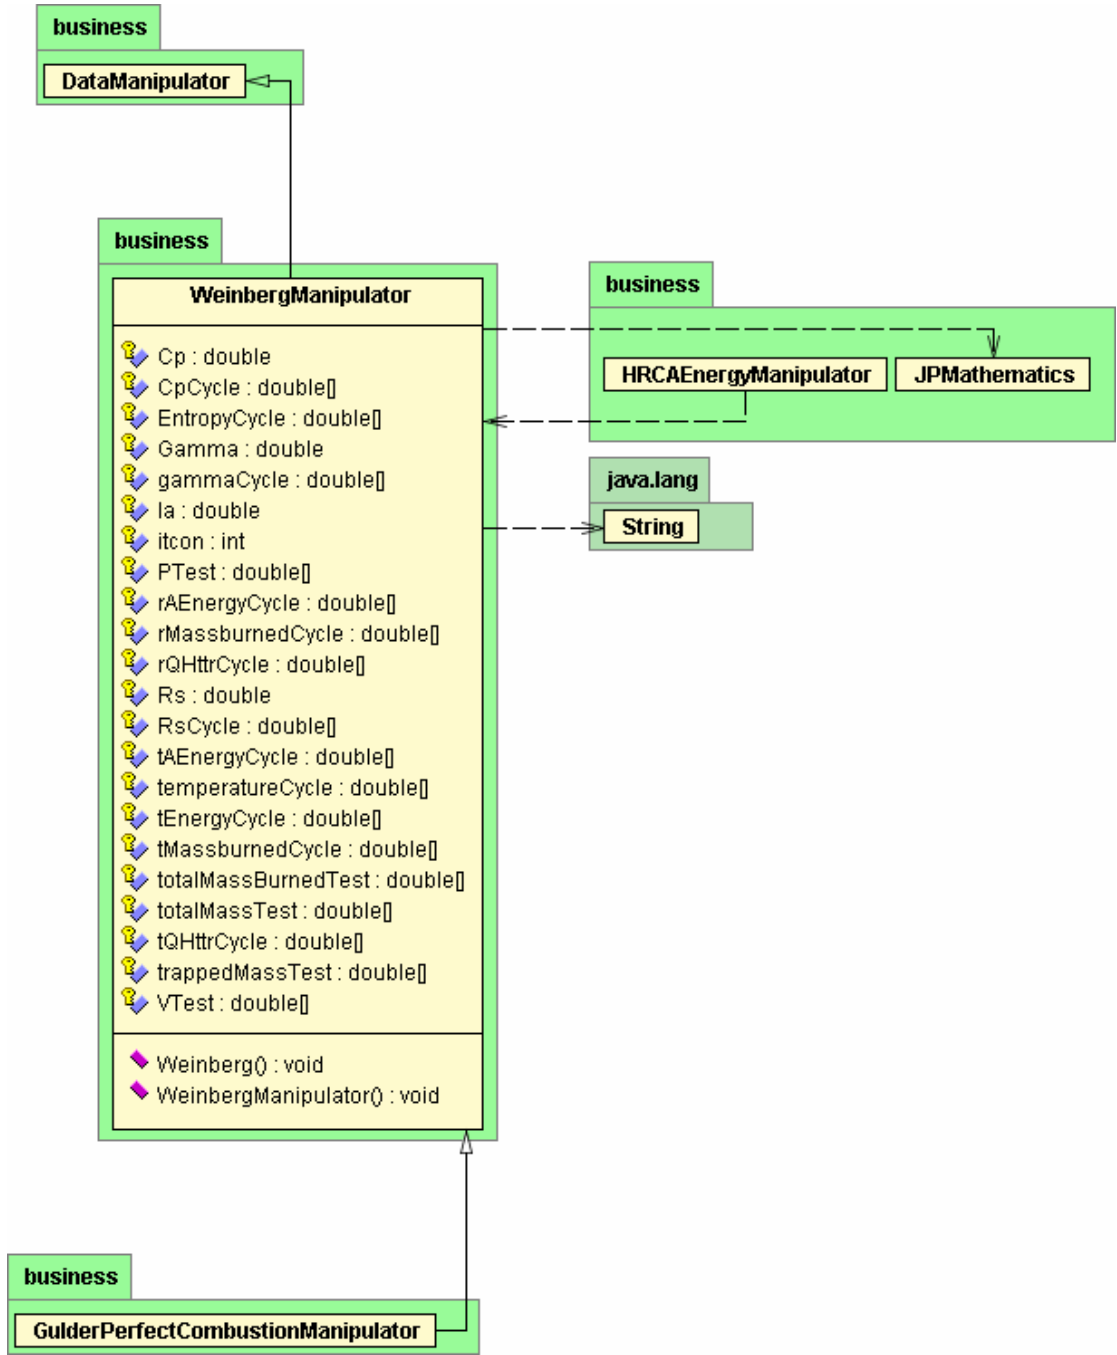 business
DataManipulator
business
WeinbergManipulator
Cp : double
CpCycle : double[]
EntropyCycle : double[]
Gamma : double
gammaCycle : double[]
Ia : double
itcon : int
PTest : double[]
rAEnergyCycle : double[]
rMassburnedCycle : double[]
rQHttrCycle : double[]
Rs : double
RsCycle : double[]
tAEnergyCycle : double[]
temperatureCycle : double[]
tEnergyCycle : double[]
tMassburnedCycle : double[]
totalMassBurnedTest : double[]
totalMassTest : double[]
tQHttrCycle : double[]
trappedMassTest : double[]
VTest : double[]
Weinberg() : void
WeinbergManipulator() : void
business
HRCAEnergyManipulator
JPMathematics
java.lang
String
business
GulderPerfectCombustionManipulator